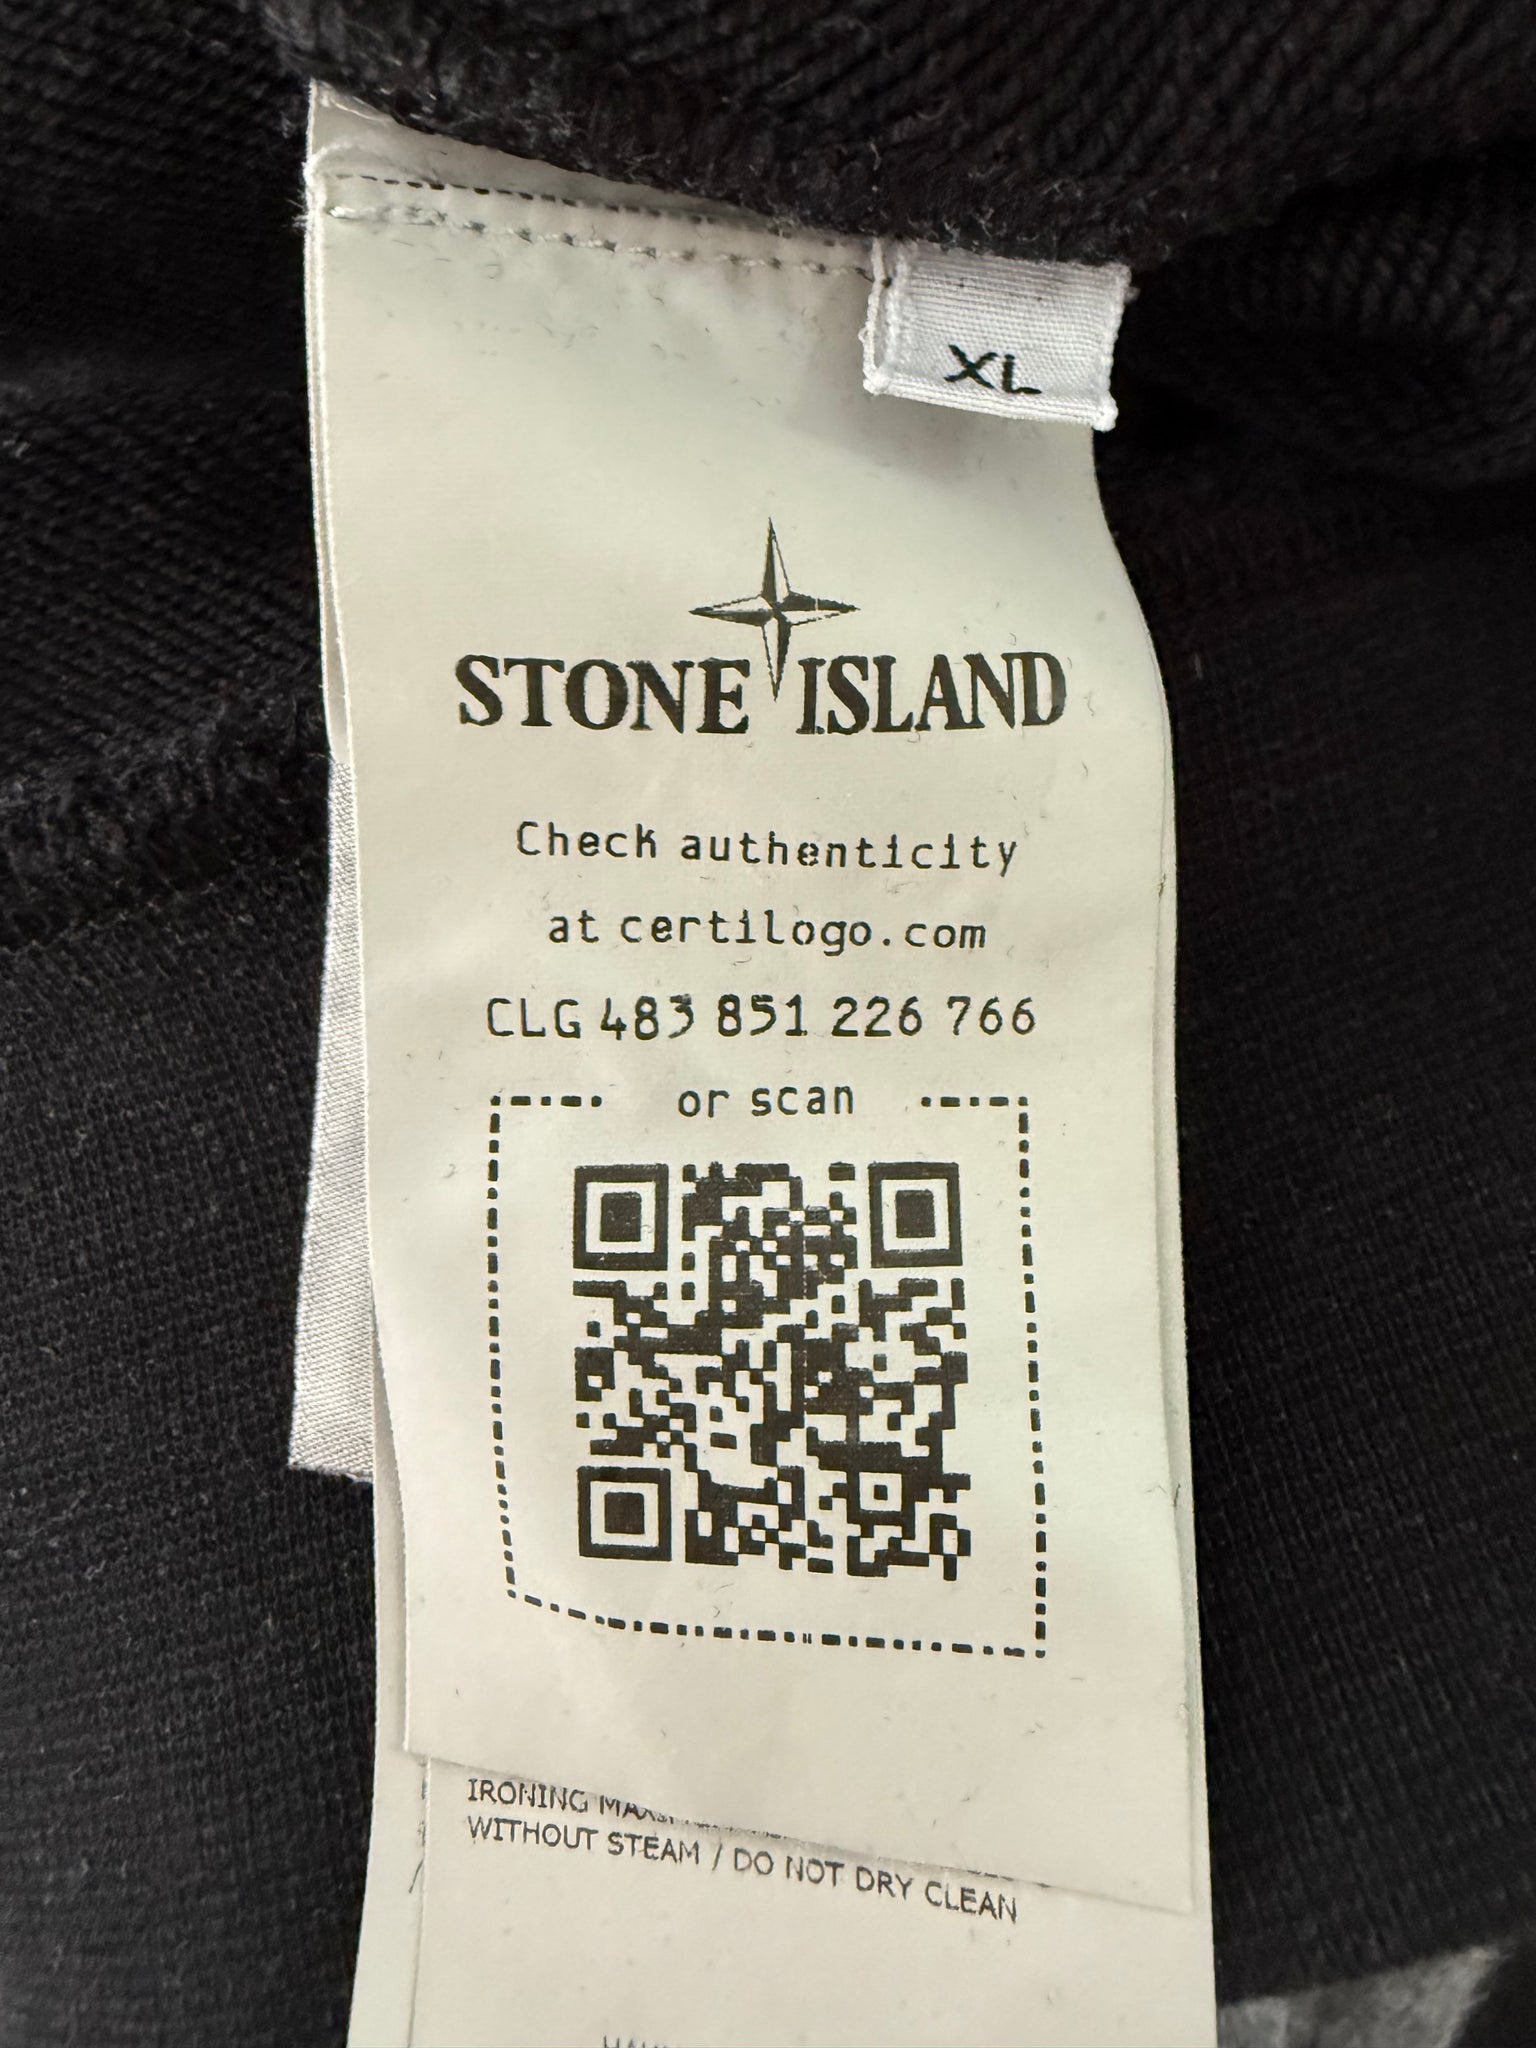 XL
STONE ISLAND
Check authenticity
at certilogo.com
CLG 483 851 226 766
or scan
IRONING
WITHOUT STEAM / DO NOT DRY CLEAN